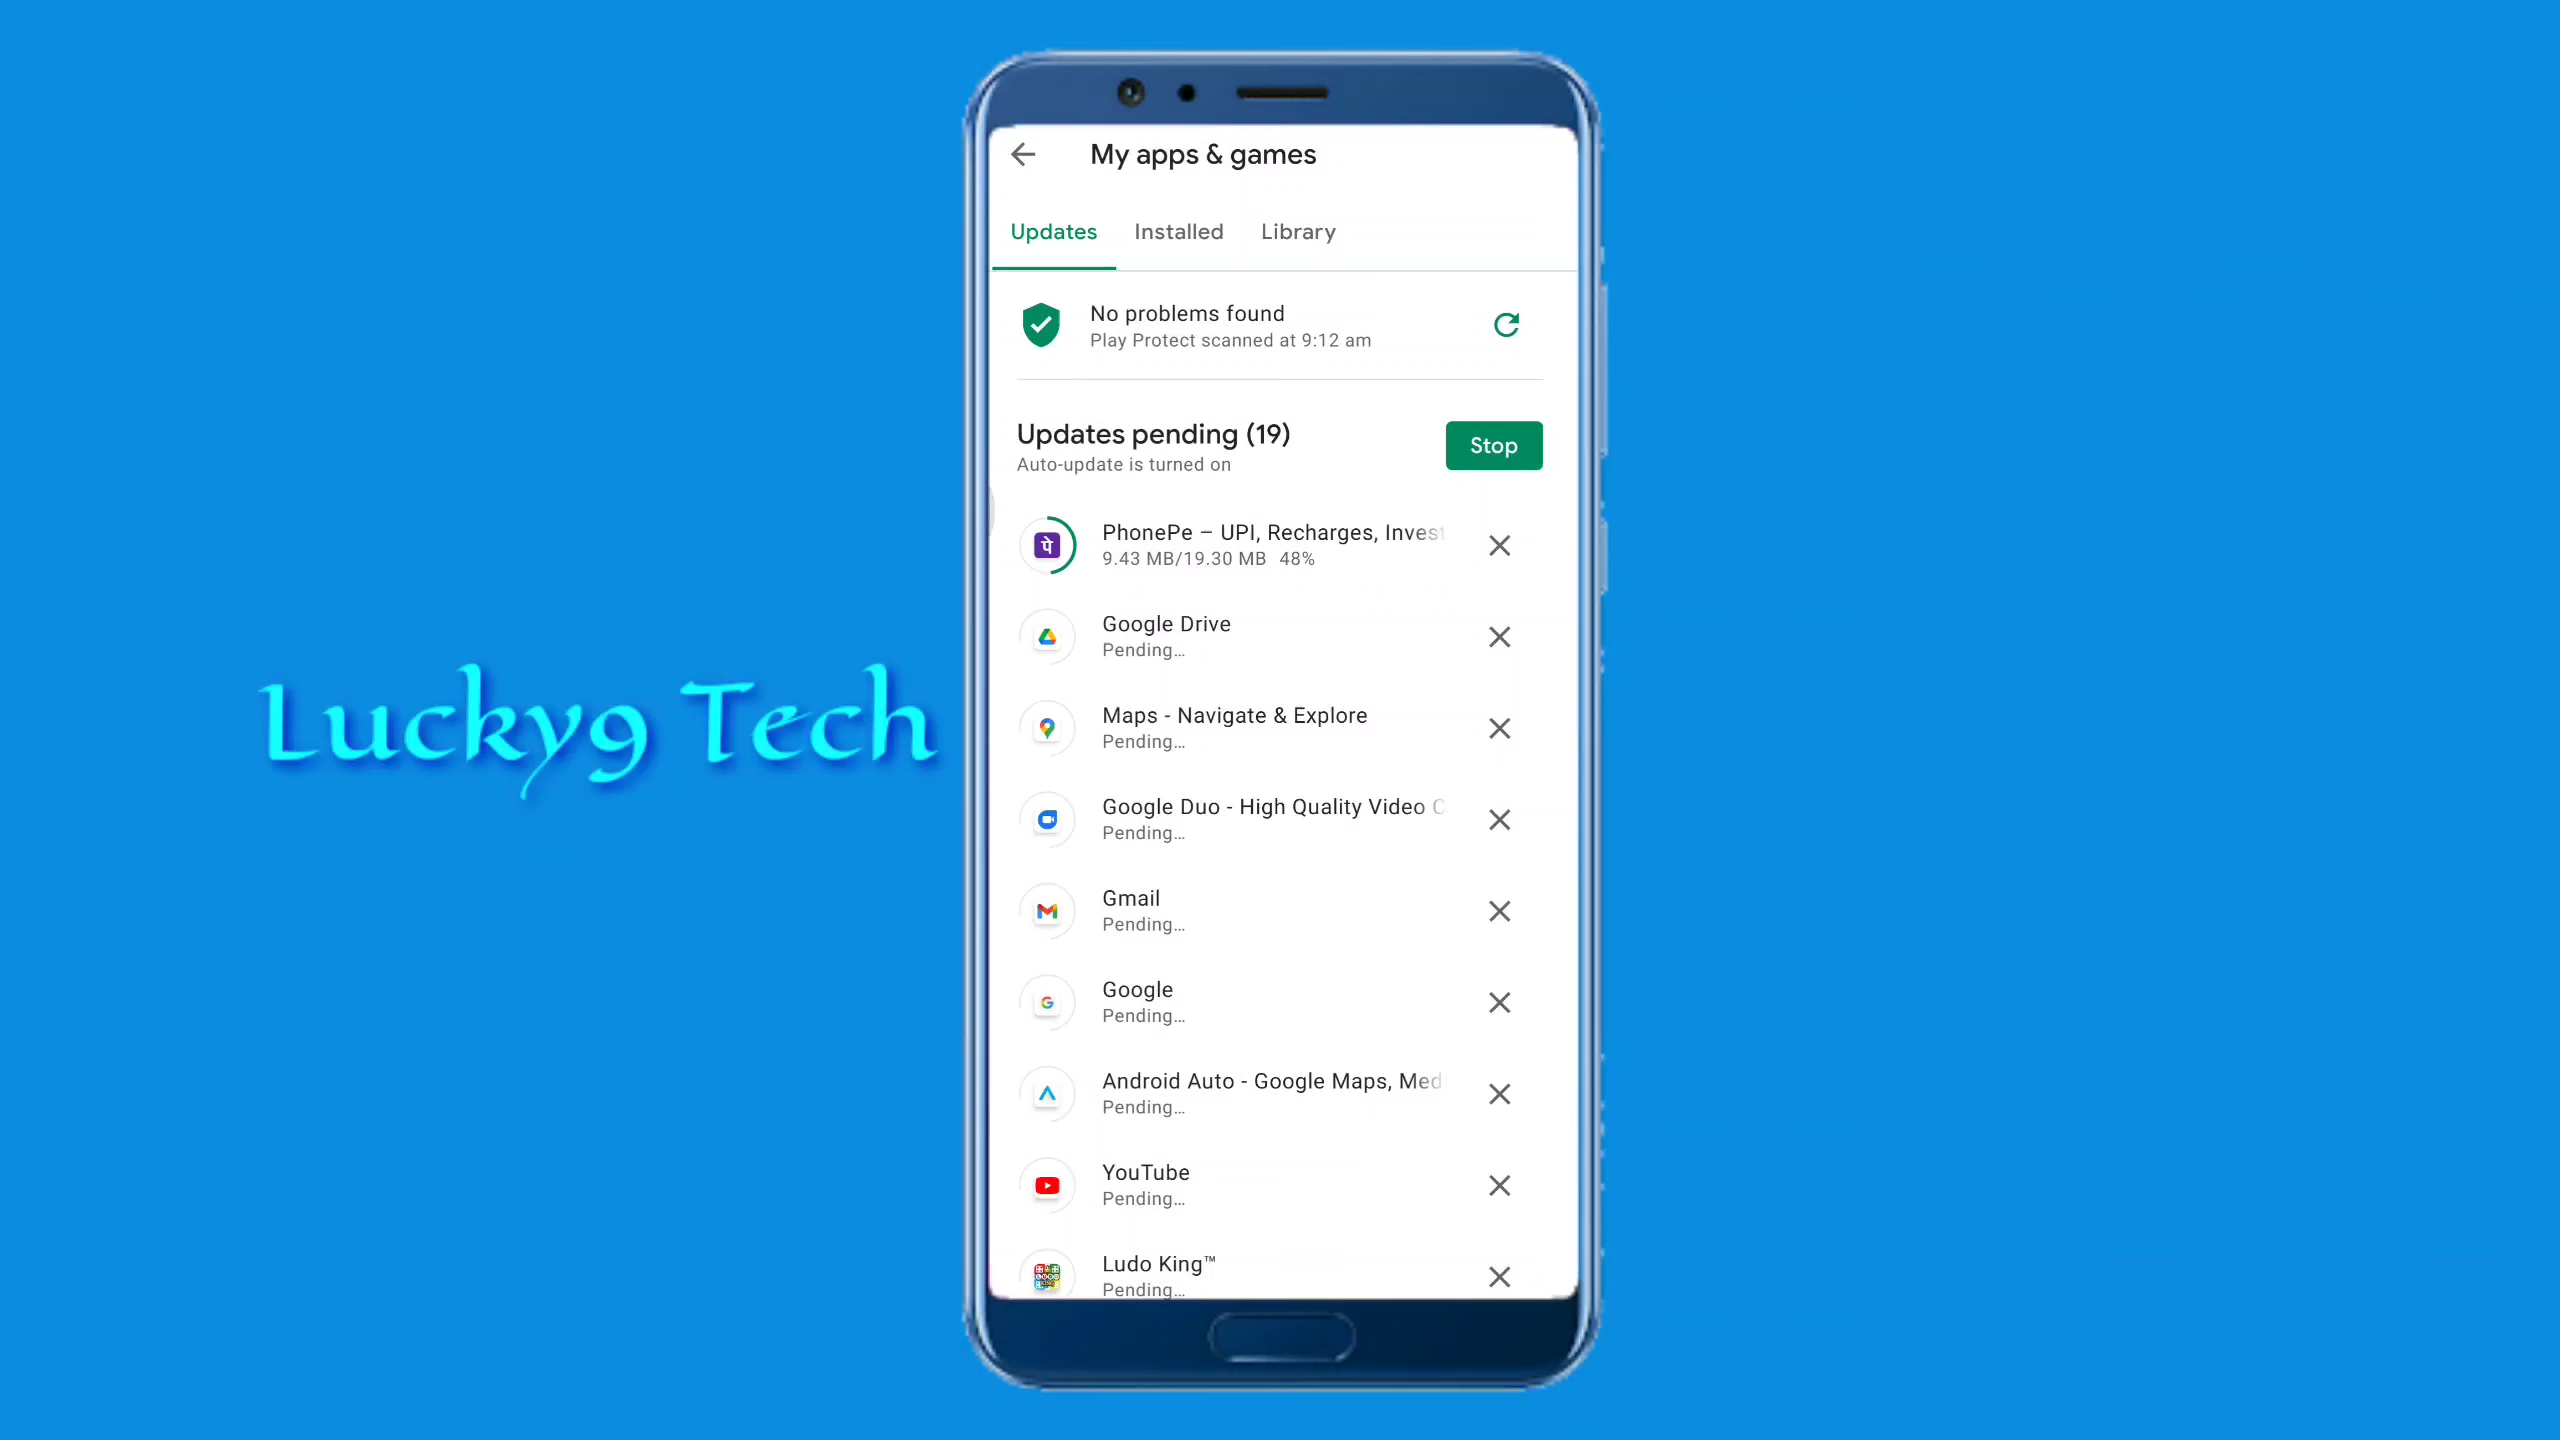 My apps & games
Updates Installed Library
No problems found
Play Protect scanned at 9:12 am
Updates pending (19)
Auto-update is turned on
Stop
पे
PhonePe – UPI, Recharges, Invest
9.43 MB/19.30 MB 48%
Google Drive
Pending...
Maps - Navigate & Explore
Pending...
Google Duo - High Quality Video C
Pending...
Gmail
Pending...
Google
Pending...
Android Auto - Google Maps, Med
Pending...
YouTube
Pending...
Ludo King™
Pending...
Lucky9 Tech